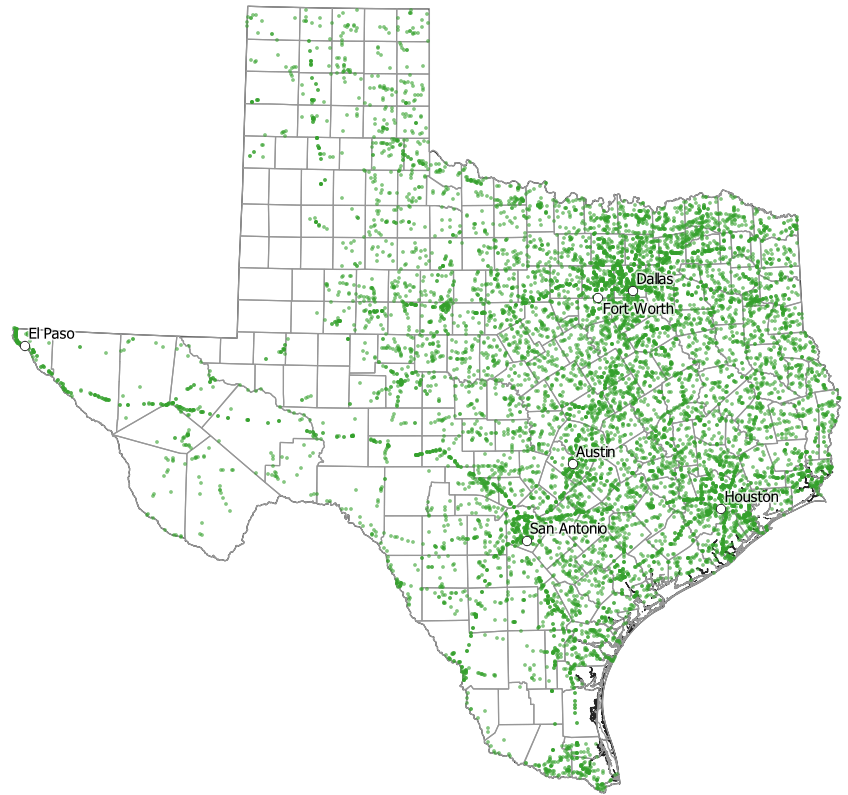 Dallas
Fort Worth
El Paso
Austin
Houston
San Antonio